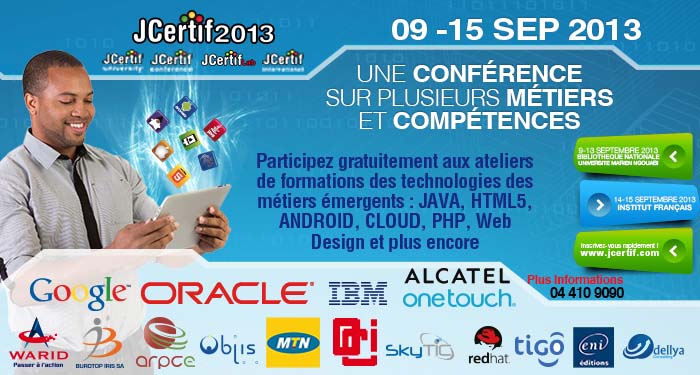 JCertif2013
JCertif university
JCertif conférence
JCertif Lab
JCertif international
09 -15 SEP 2013
UNE CONFÉRENCE
SUR PLUSIEURS MÉTIERS
ET COMPÉTENCES
Participez gratuitement aux ateliers
de formations des technologies des
métiers émergents : JAVA, HTML5,
ANDROID, CLOUD, PHP, Web
Design et plus encore
9-13 SEPTEMBRE 2013
BIBLIOTHEQUE NATIONALE
UNIVERSITE MARIEN NGOUABI
14-15 SEPTEMBRE 2013
INSTITUT FRANÇAIS
Inscrivez-vous rapidement !
www.jcertif.com
Google
ORACLE
IBM
ALCATEL
onetouch.
Plus Informations
04 410 9090
WARID
Passer à l'action
BUROTOP IRIS SA
arpce
Objis
MTN
SkyTIC
redhat.
tigo
eni
éditions
dellya
Consulting